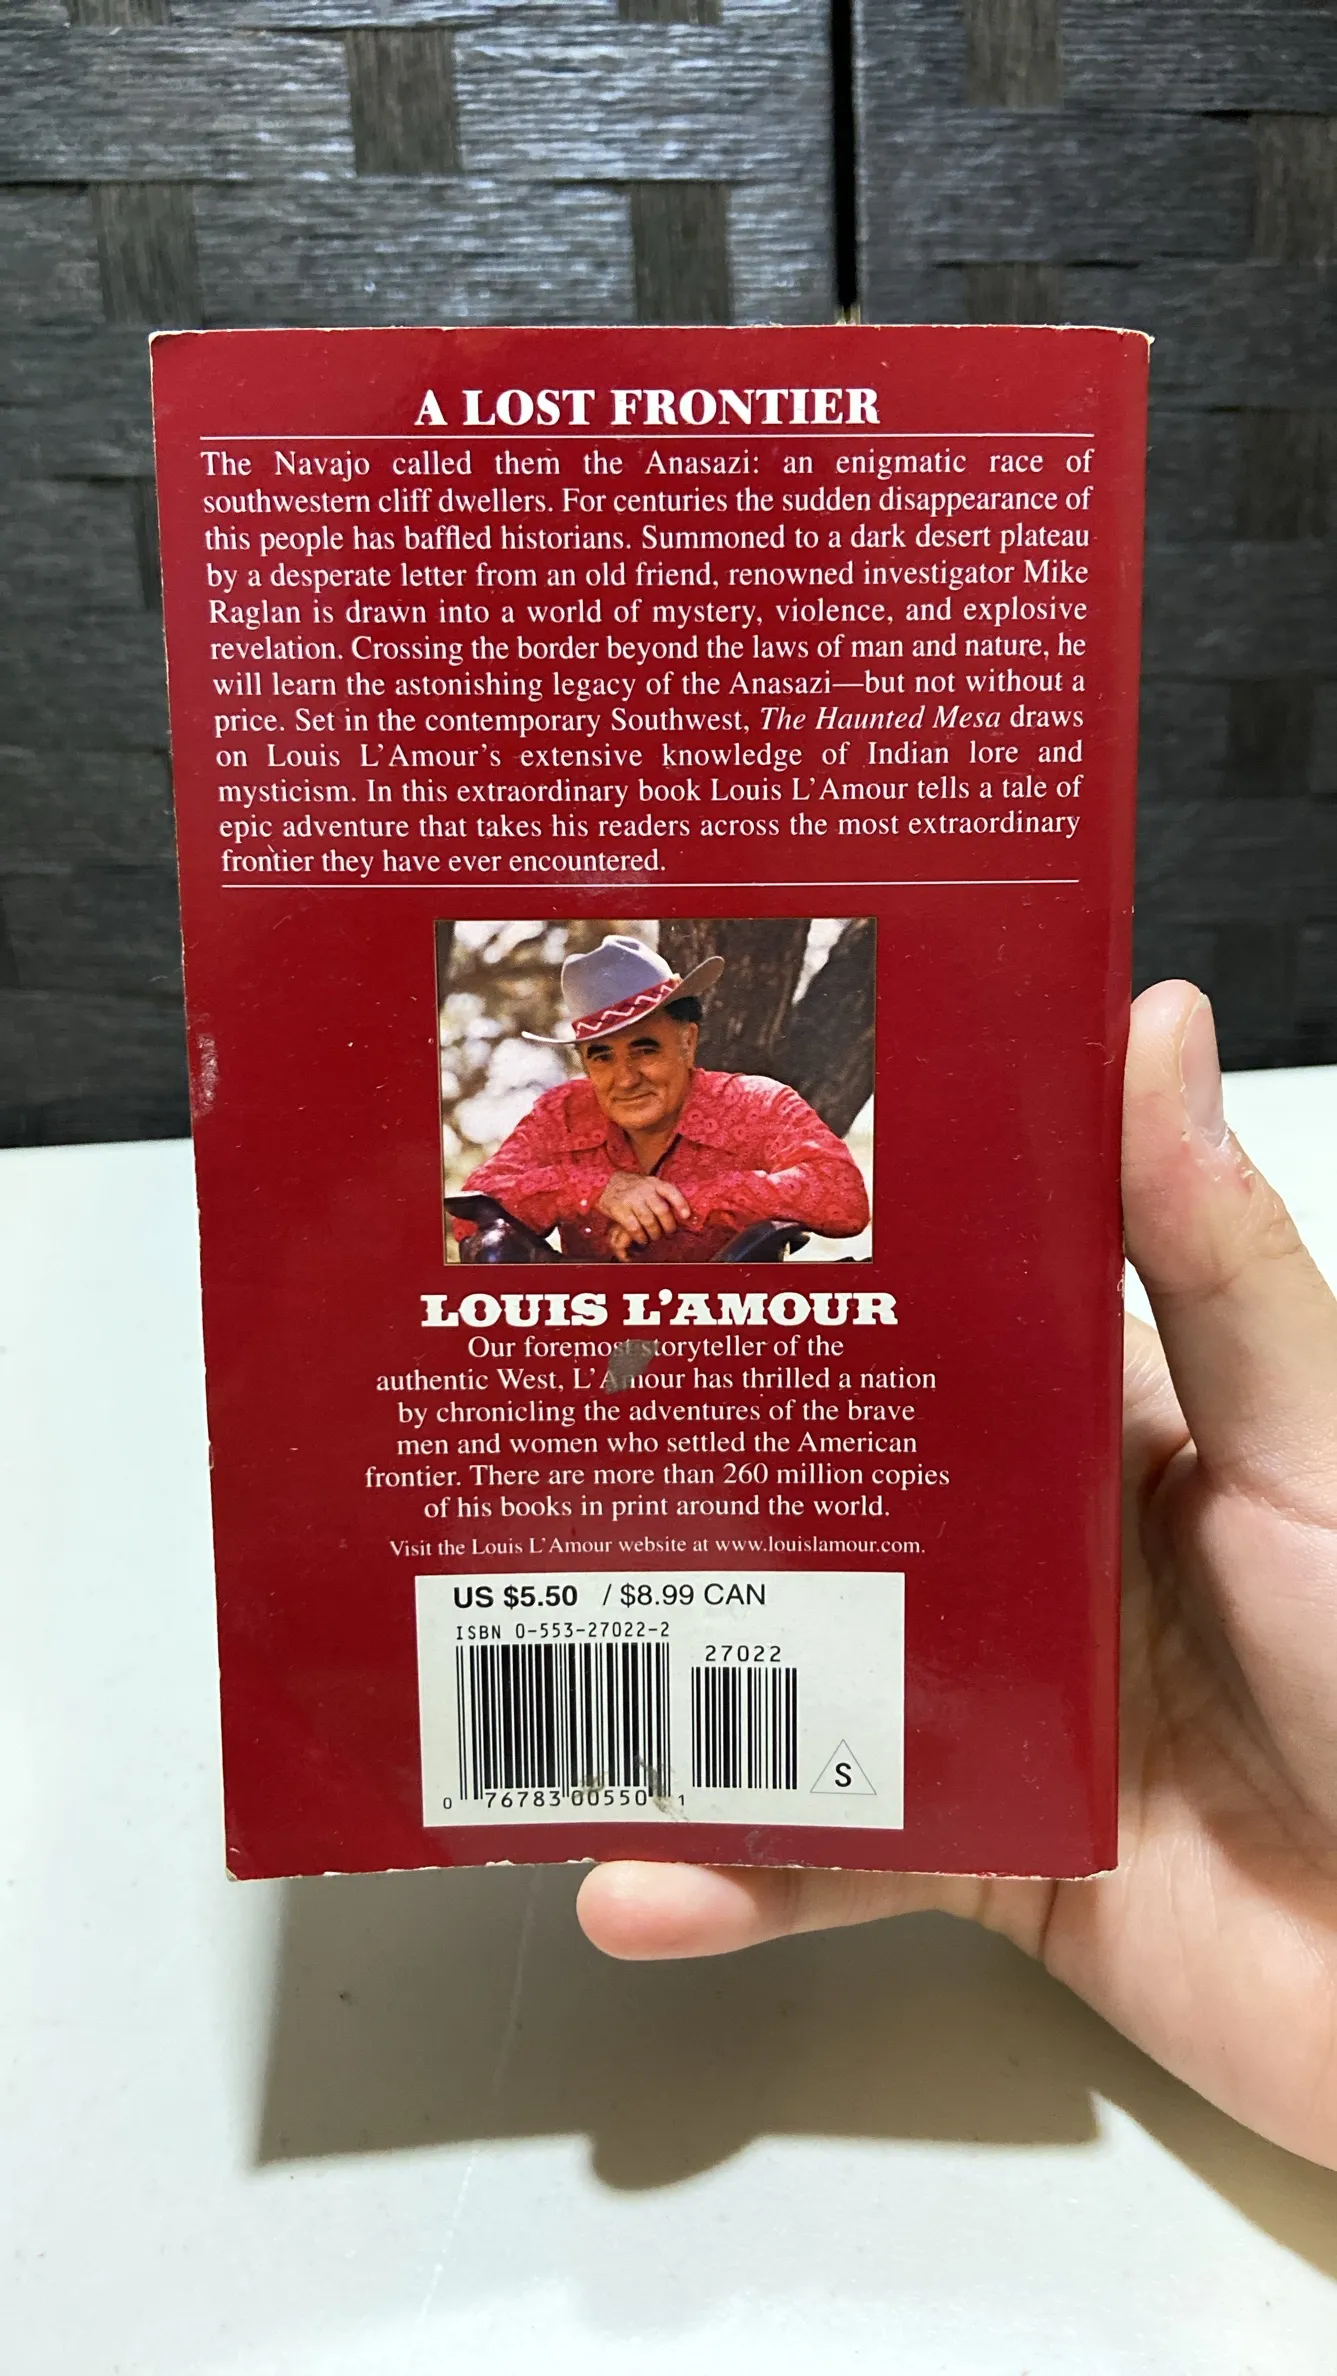 A LOST FRONTIER
The Navajo called them the Anasazi: an enigmatic race of
southwestern cliff dwellers. For centuries the sudden disappearance of
this people has baffled historians. Summoned to a dark desert plateau
by a desperate letter from an old friend, renowned investigator Mike
Raglan is drawn into a world of mystery, violence, and explosive
revelation. Crossing the border beyond the laws of man and nature, he
will learn the astonishing legacy of the Anasazi—but not without a
price. Set in the contemporary Southwest, The Haunted Mesa draws
on Louis L'Amour's extensive knowledge of Indian lore and
mysticism. In this extraordinary book Louis L'Amour tells a tale of
epic adventure that takes his readers across the most extraordinary
frontier they have ever encountered.
LOUIS L'AMOUR
Our foremost storyteller of the
authentic West, L'Amour has thrilled a nation
by chronicling the adventures of the brave
men and women who settled the American
frontier. There are more than 260 million copies
of his books in print around the world.
Visit the Louis L'Amour website at www.louislamour.com.
US $5.50 / $8.99 CAN
ISBN 0-553-27022-2
27022
S
0 76783 00550 1